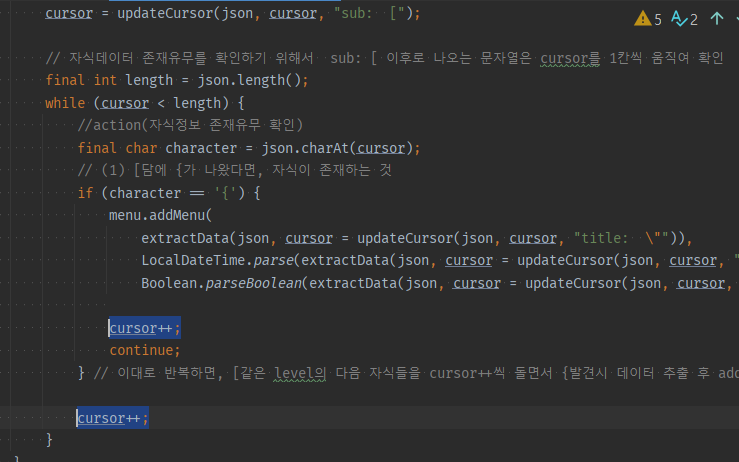 cursor = updateCursor(json, cursor, "sub: [");
5 2
// 자식데이터 존재유무를 확인하기 위해서 sub: [ 이후로 나오는 문자열은 cursor를 1칸씩 움직여 확인
final int length = json.length();
while (cursor < length) {
//action(자식정보 존재유무 확인)
final char character = json.charAt(cursor);
// (1) [담에 {가 나왔다면, 자식이 존재하는 것
if (character == '{') {
menu.addMenu(
extractData(json, cursor = updateCursor(json, cursor, "title: \"")),
LocalDateTime.parse(extractData(json, cursor = updateCursor(json, cursor, "
Boolean.parseBoolean(extractData(json, cursor = updateCursor(json, cursor,
cursor++;
continue;
} // 이대로 반복하면, [같은 level의 다음 자식들을 cursor++씩 돌면서 {발견시 데이터 추출 후 add
cursor++;
}